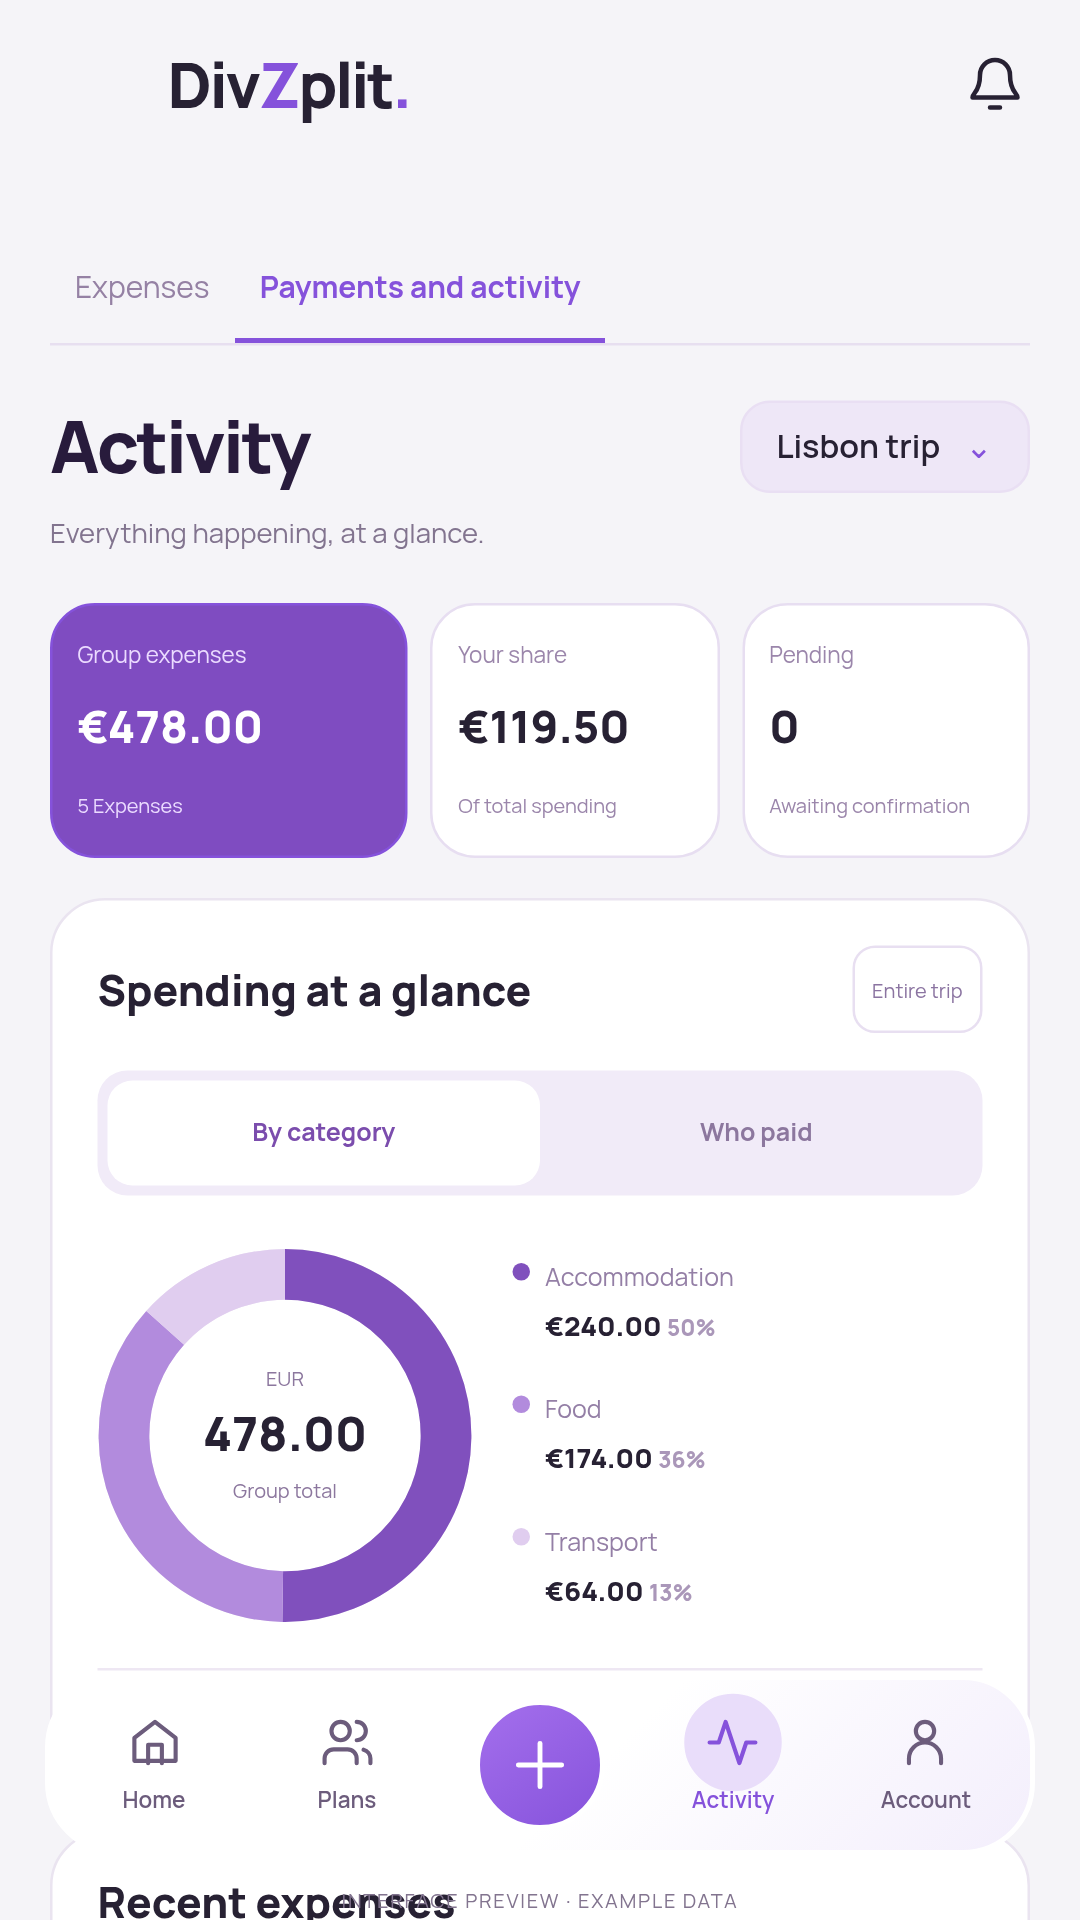 DivZplit.
Expenses
Payments and activity
Activity
Lisbon trip
Everything happening, at a glance.
Group expenses
€478.00
5 Expenses
Your share
€119.50
Of total spending
Pending
0
Awaiting confirmation
Spending at a glance
Entire trip
By category
Who paid
EUR
478.00
Group total
Accommodation
€240.00 50%
Food
€174.00 36%
Transport
€64.00 13%
Home
Plans
Activity
Account
Recent expenses
INTERFACE PREVIEW · EXAMPLE DATA